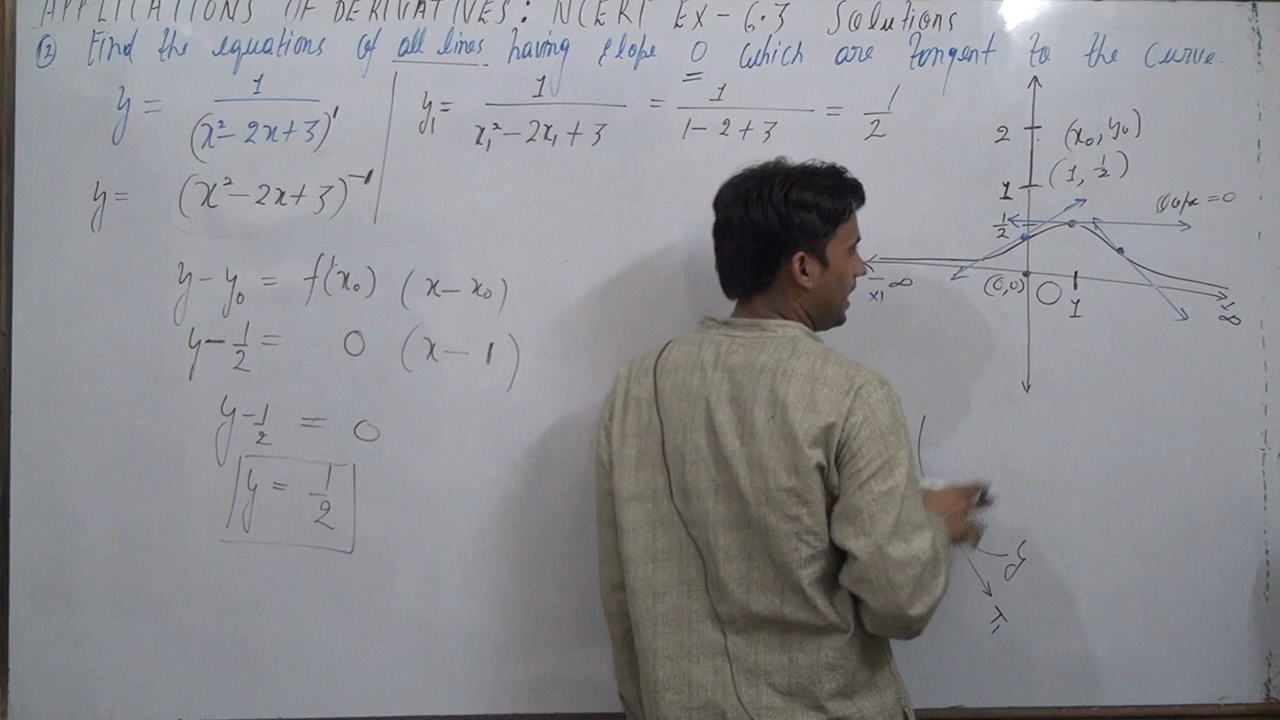 APPLICATIONS OF DERIVATIVES: NCERT EX-6.3 Solutions
⑫ Find the equations of all lines having slope 0 which are tangent to the curve.
y = 1/(x²-2x+3)¹
y = (x²-2x+3)⁻¹
y₁ = 1/(x₁²-2x₁+3) = 1/(1-2+3) = 1/2
y-y₀ = f'(x₀) (x-x₀)
y-1/2 = 0 (x-1)
y-1/2 = 0
y = 1/2
2 (x₀, y₀)
1 (1, 1/2)
1/2 slope = 0
-∞ (0,0) O 1 ∞
x1
y